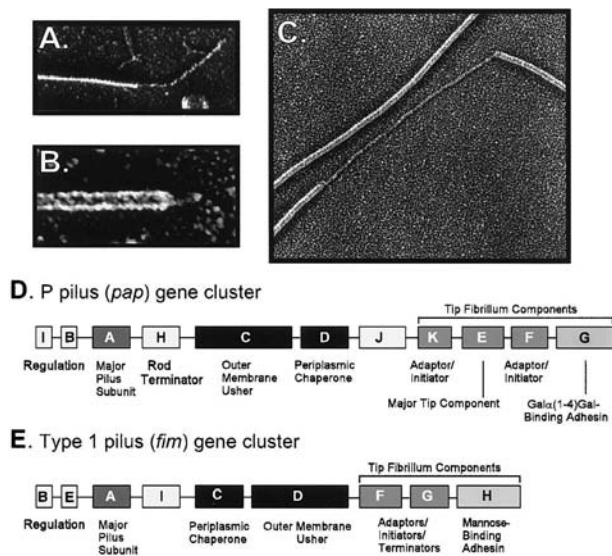 A.
B.
C.
D. P pilus (pap) gene cluster
Tip Fibrillum Components
I B A H C D J K E F G
Regulation
Major Pilus Subunit
Rod Terminator
Outer Membrane Usher
Periplasmic Chaperone
Adaptor/ Initiator
Major Tip Component
Adaptor/ Initiator
Galα(1-4)Gal- Binding Adhesin
E. Type 1 pilus (fim) gene cluster
Tip Fibrillum Components
B E A I C D F G H
Regulation
Major Pilus Subunit
Periplasmic Chaperone
Outer Membrane Usher
Adaptors/ Initiators/ Terminators
Mannose- Binding Adhesin